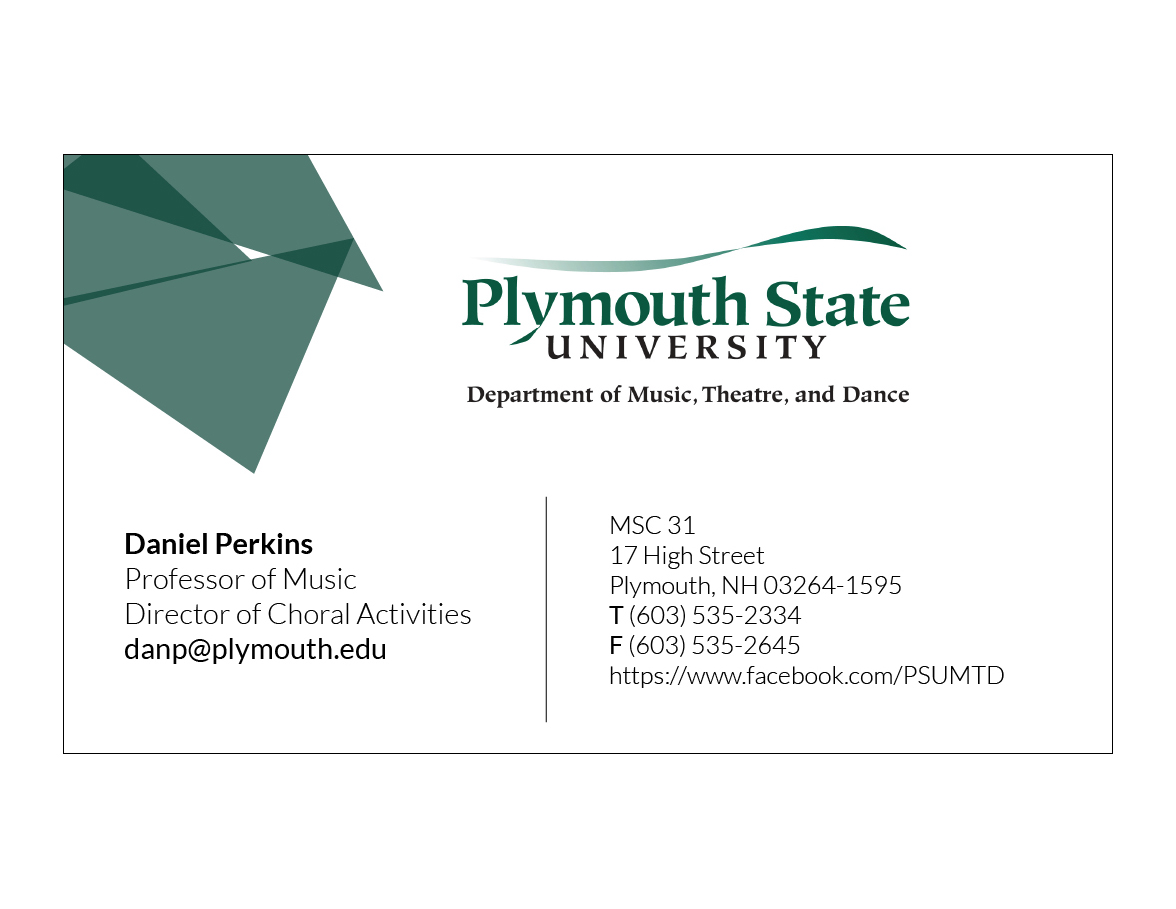 Plymouth State
UNIVERSITY
Department of Music, Theatre, and Dance
Daniel Perkins
Professor of Music
Director of Choral Activities
danp@plymouth.edu
MSC 31
17 High Street
Plymouth, NH 03264-1595
T (603) 535-2334
F (603) 535-2645
https://www.facebook.com/PSUMTD